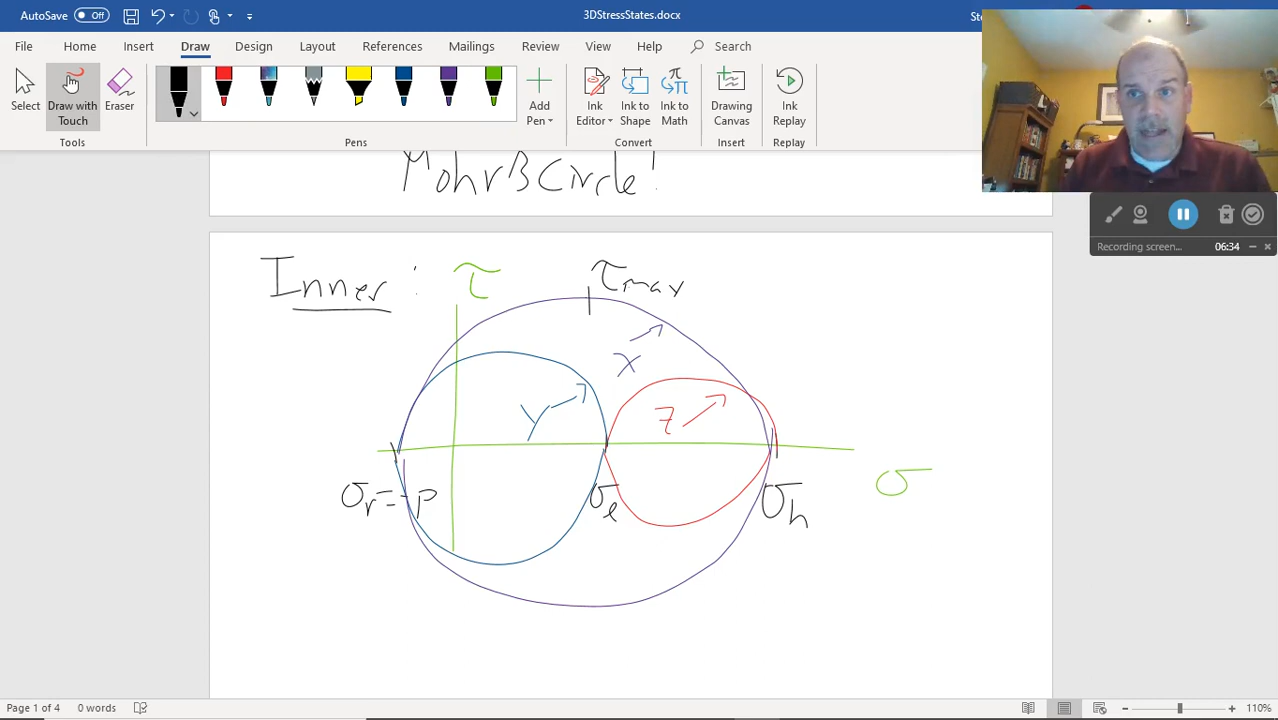 AutoSave Off
3DStressStates.docx
File Home Insert Draw Design Layout References Mailings Review View Help Search
Select
Draw with Touch
Eraser
Add Pen
Ink Editor
Ink to Shape
Ink to Math
Drawing Canvas
Ink Replay
Tools Pens Convert Insert Replay
Recording screen... 06:34
Mohr's Circle!
Inner :
τ
τmax
X
Y
Z
σr=-p
σℓ
σh
σ
Page 1 of 4 0 words 110%